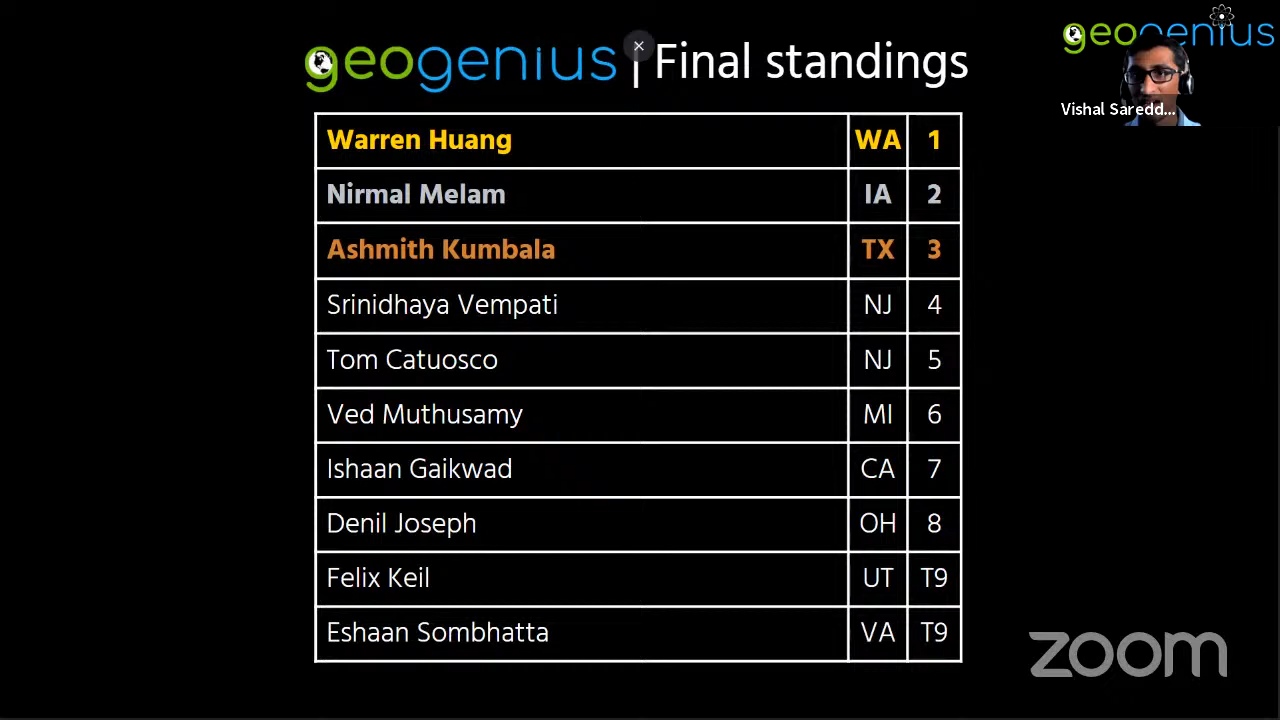 geogenius | Final standings
geogenius
Vishal Saredd...
Warren Huang WA 1
Nirmal Melam IA 2
Ashmith Kumbala TX 3
Srinidhaya Vempati NJ 4
Tom Catuosco NJ 5
Ved Muthusamy MI 6
Ishaan Gaikwad CA 7
Denil Joseph OH 8
Felix Keil UT T9
Eshaan Sombhatta VA T9
zoom